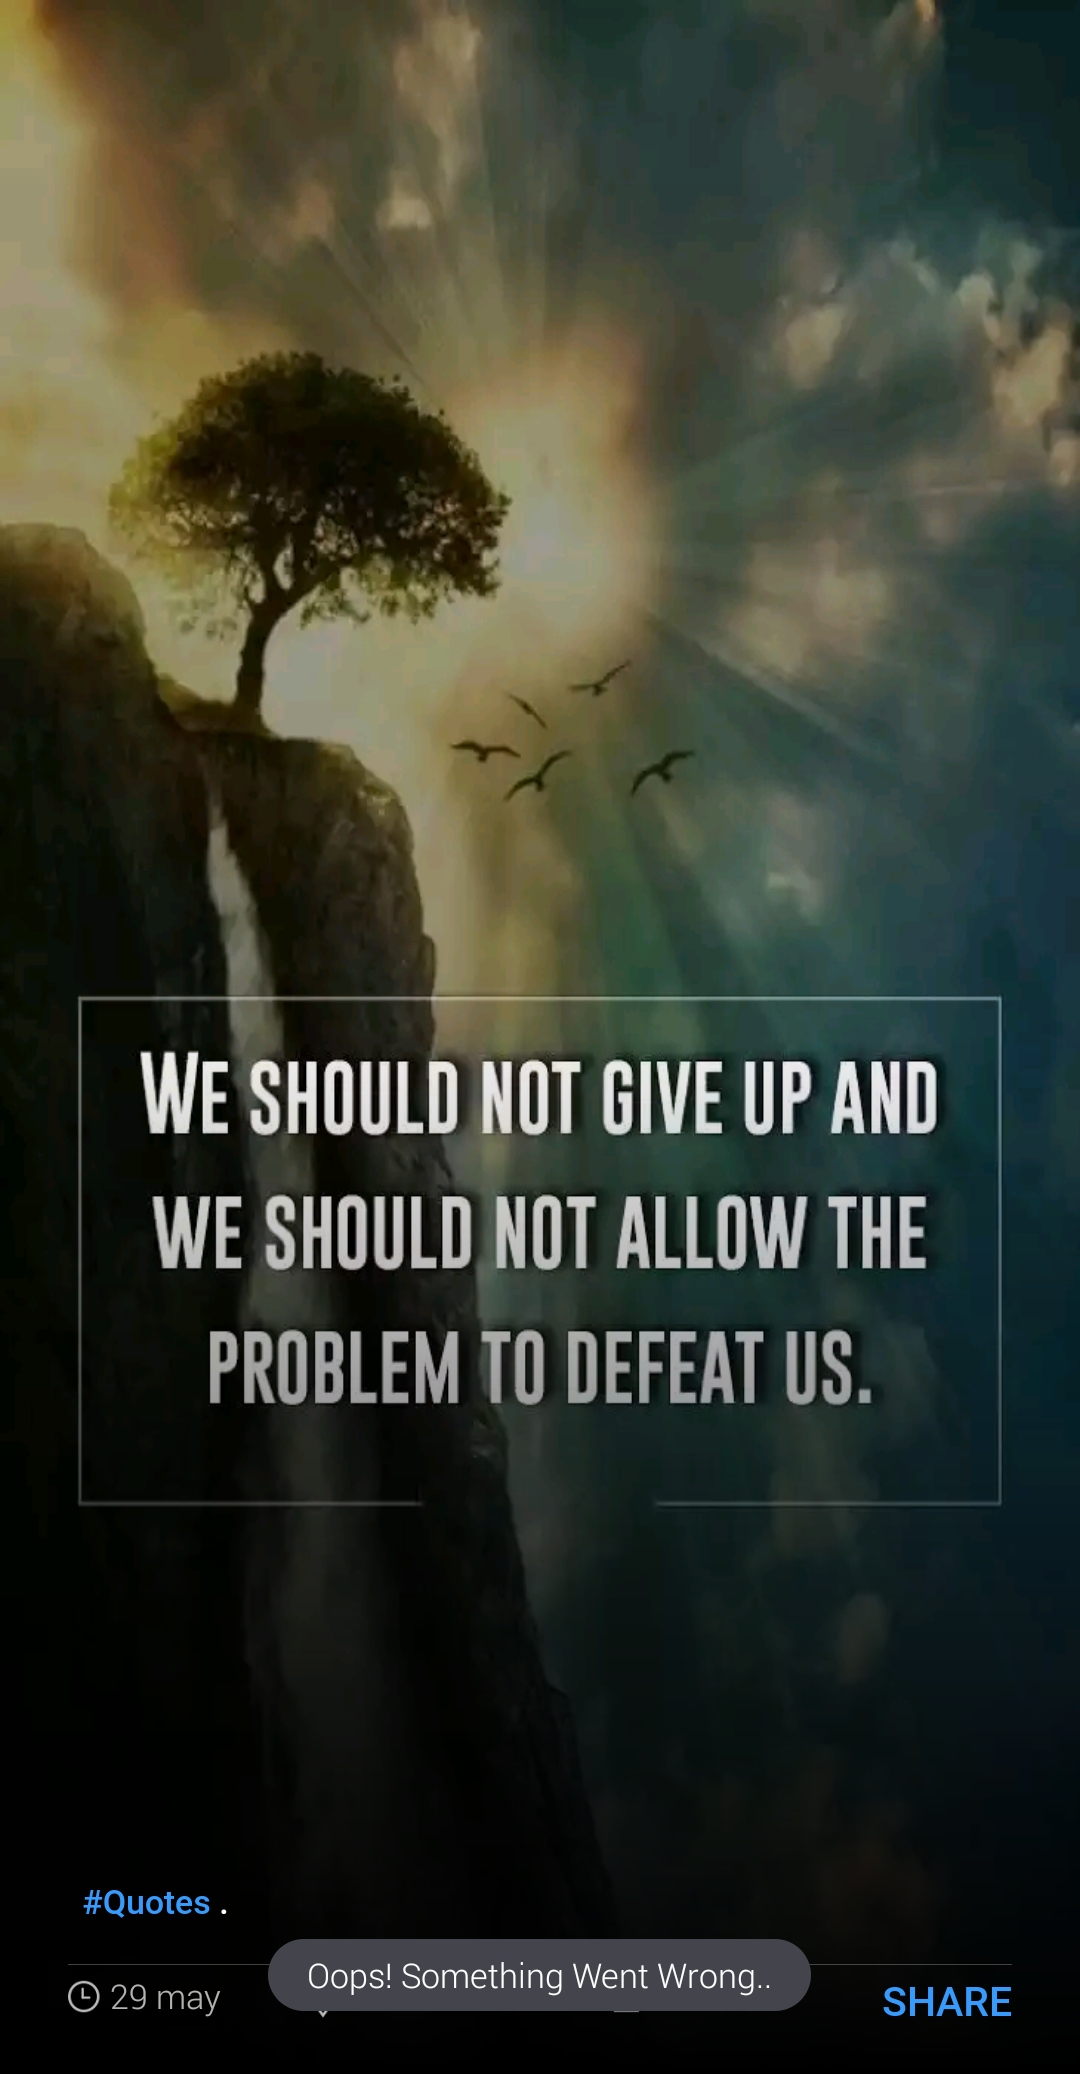 WE SHOULD NOT GIVE UP AND
WE SHOULD NOT ALLOW THE
PROBLEM TO DEFEAT US.
#Quotes .
29 may
Oops! Something Went Wrong..
SHARE